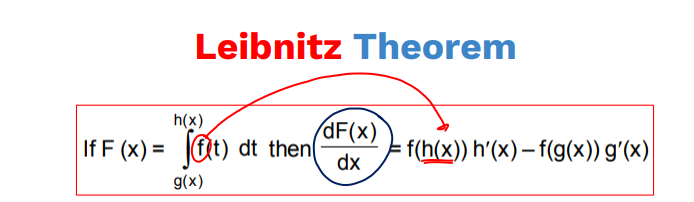 Leibnitz Theorem
h(x)
If F (x) = ∫ f(t) dt then dF(x)/dx = f(h(x)) h′(x) – f(g(x)) g′(x)
g(x)